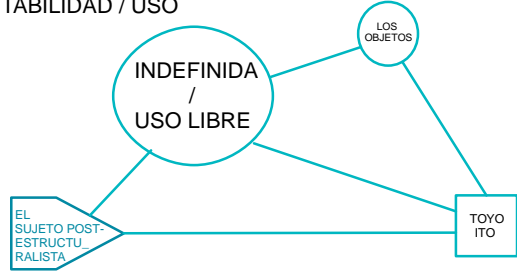 TABILIDAD / USO
LOS
OBJETOS
INDEFINIDA
/
USO LIBRE
EL
SUJETO POST-
ESTRUCTU_
RALISTA
TOYO
ITO